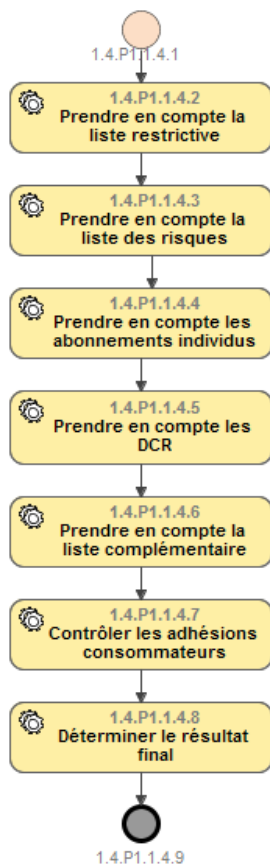 1.4.P1.1.4.1
1.4.P1.1.4.2
Prendre en compte la
liste restrictive
1.4.P1.1.4.3
Prendre en compte la
liste des risques
1.4.P1.1.4.4
Prendre en compte les
abonnements individus
1.4.P1.1.4.5
Prendre en compte les
DCR
1.4.P1.1.4.6
Prendre en compte la
liste complémentaire
1.4.P1.1.4.7
Contrôler les adhésions
consommateurs
1.4.P1.1.4.8
Déterminer le résultat
final
1.4.P1.1.4.9